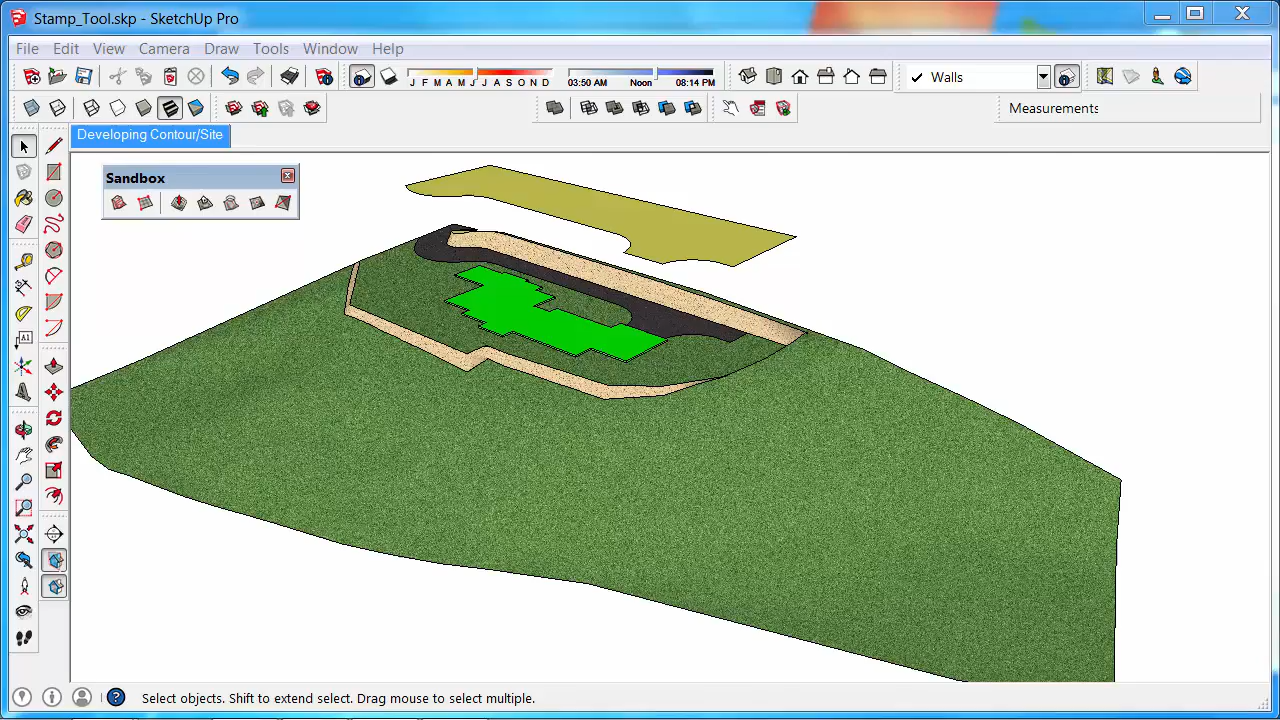 Stamp_Tool.skp - SketchUp Pro
File Edit View Camera Draw Tools Window Help
J F M A M J J A S O N D 03:50 AM Noon 08:14 PM Walls
Measurements
Developing Contour/Site
Sandbox
A1
Select objects. Shift to extend select. Drag mouse to select multiple.